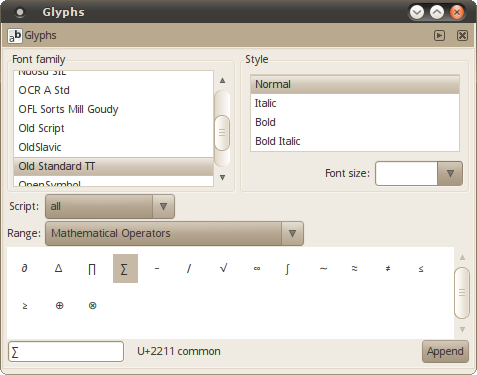 Glyphs
Glyphs
Font family
Nuosu SIL
OCR A Std
OFL Sorts Mill Goudy
Old Script
OldSlavic
Old Standard TT
OpenSymbol
Style
Normal
Italic
Bold
Bold Italic
Font size:
Script: all
Range: Mathematical Operators
∂ ∆ ∏ ∑ − ∕ √ ∞ ∫ ∼ ≈ ≠ ≤
≥ ⊕ ⊗
∑ U+2211 common Append